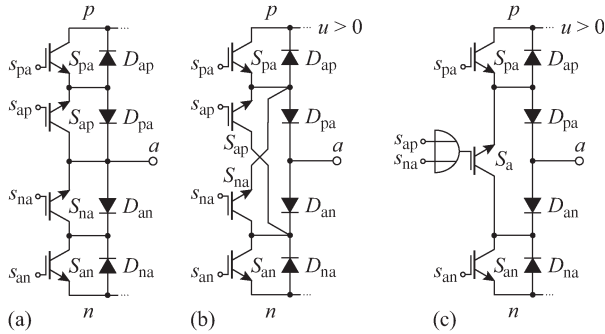 p
s_pa S_pa D_ap
s_ap S_ap D_pa
a
s_na S_na D_an
s_an S_an D_na
n
(a)
p u > 0
s_pa S_pa D_ap
s_ap S_ap D_pa
a
s_na S_na D_an
s_an S_an D_na
n
(b)
p u > 0
s_pa S_pa D_ap
D_pa
s_ap
s_na S_a a
D_an
s_an S_an D_na
n
(c)